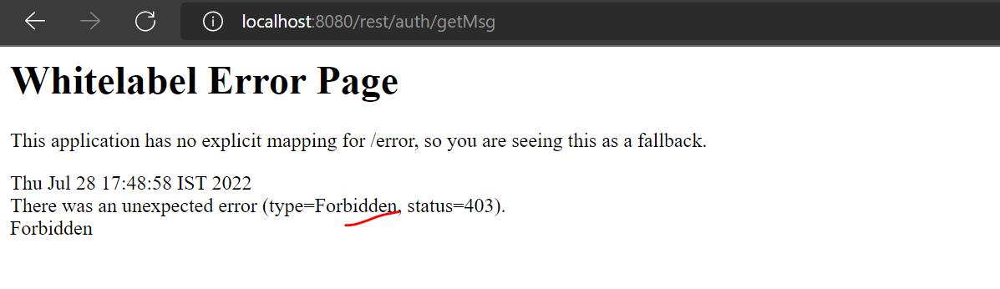 localhost:8080/rest/auth/getMsg
Whitelabel Error Page
This application has no explicit mapping for /error, so you are seeing this as a fallback.
Thu Jul 28 17:48:58 IST 2022
There was an unexpected error (type=Forbidden, status=403).
Forbidden